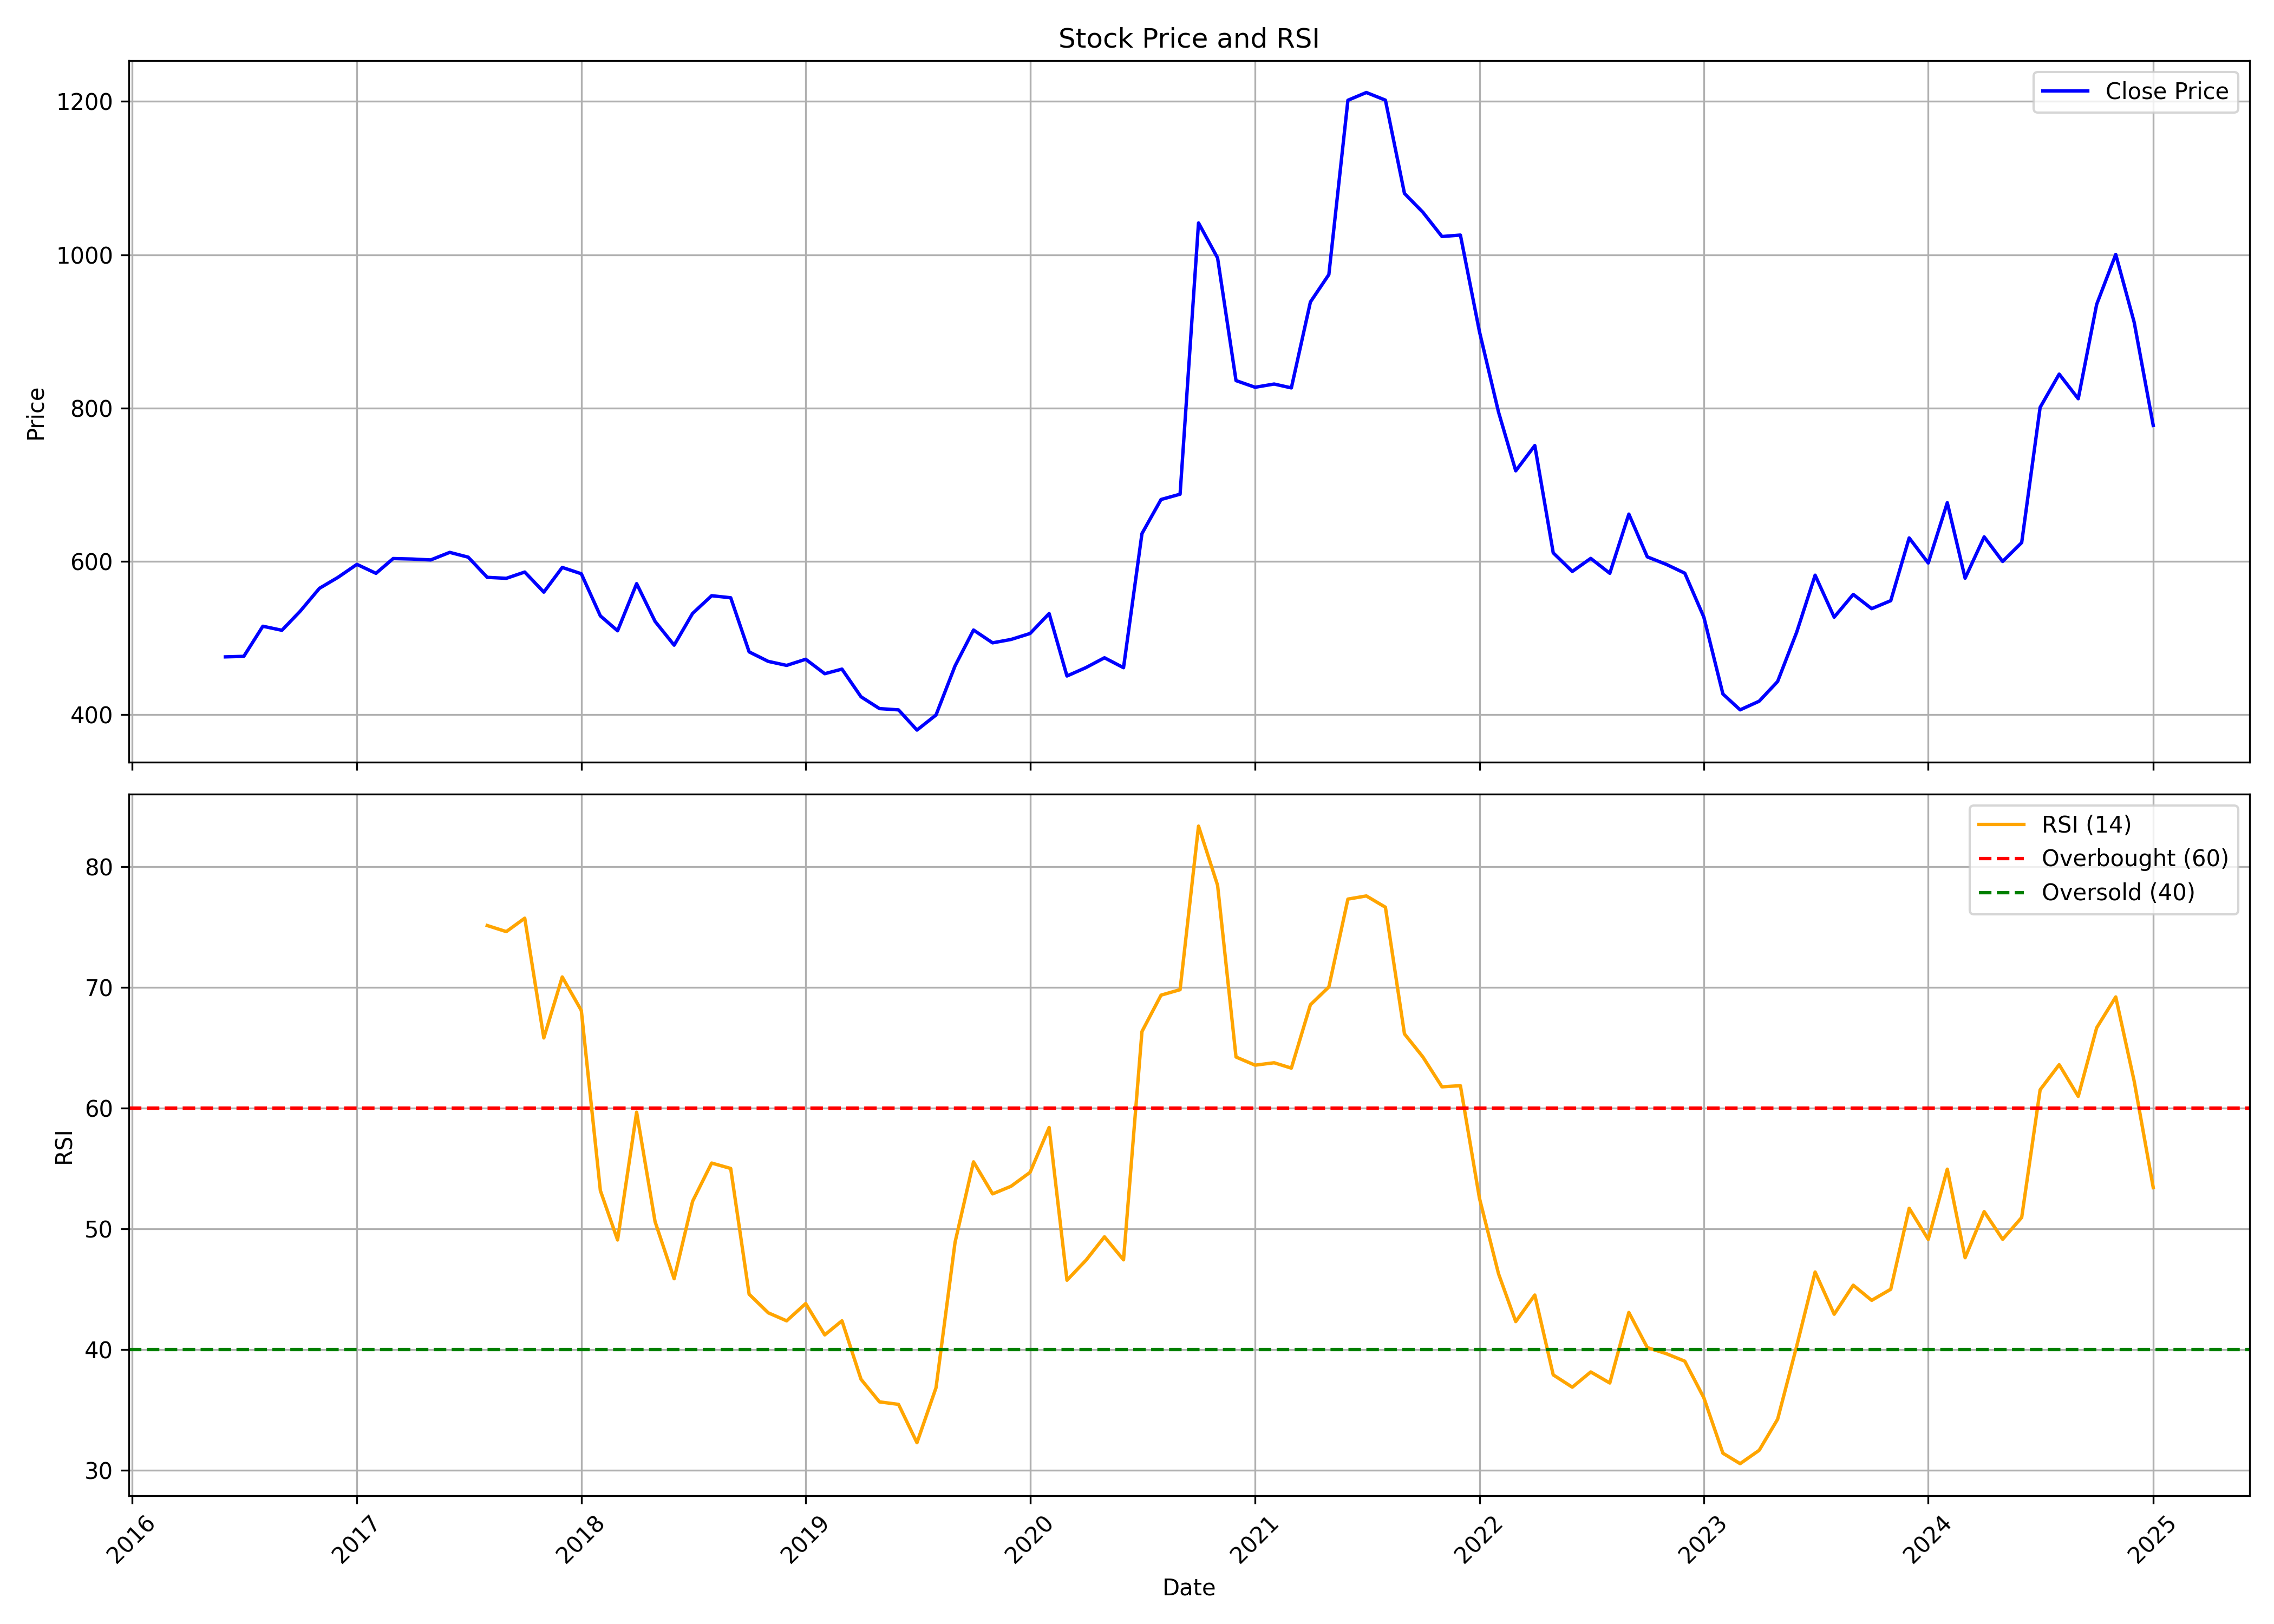 Stock Price and RSI
1200
1000
800
600
400
Price
Close Price
80
70
60
50
40
30
RSI
RSI (14)
Overbought (60)
Oversold (40)
2016
2017
2018
2019
2020
2021
2022
2023
2024
2025
Date